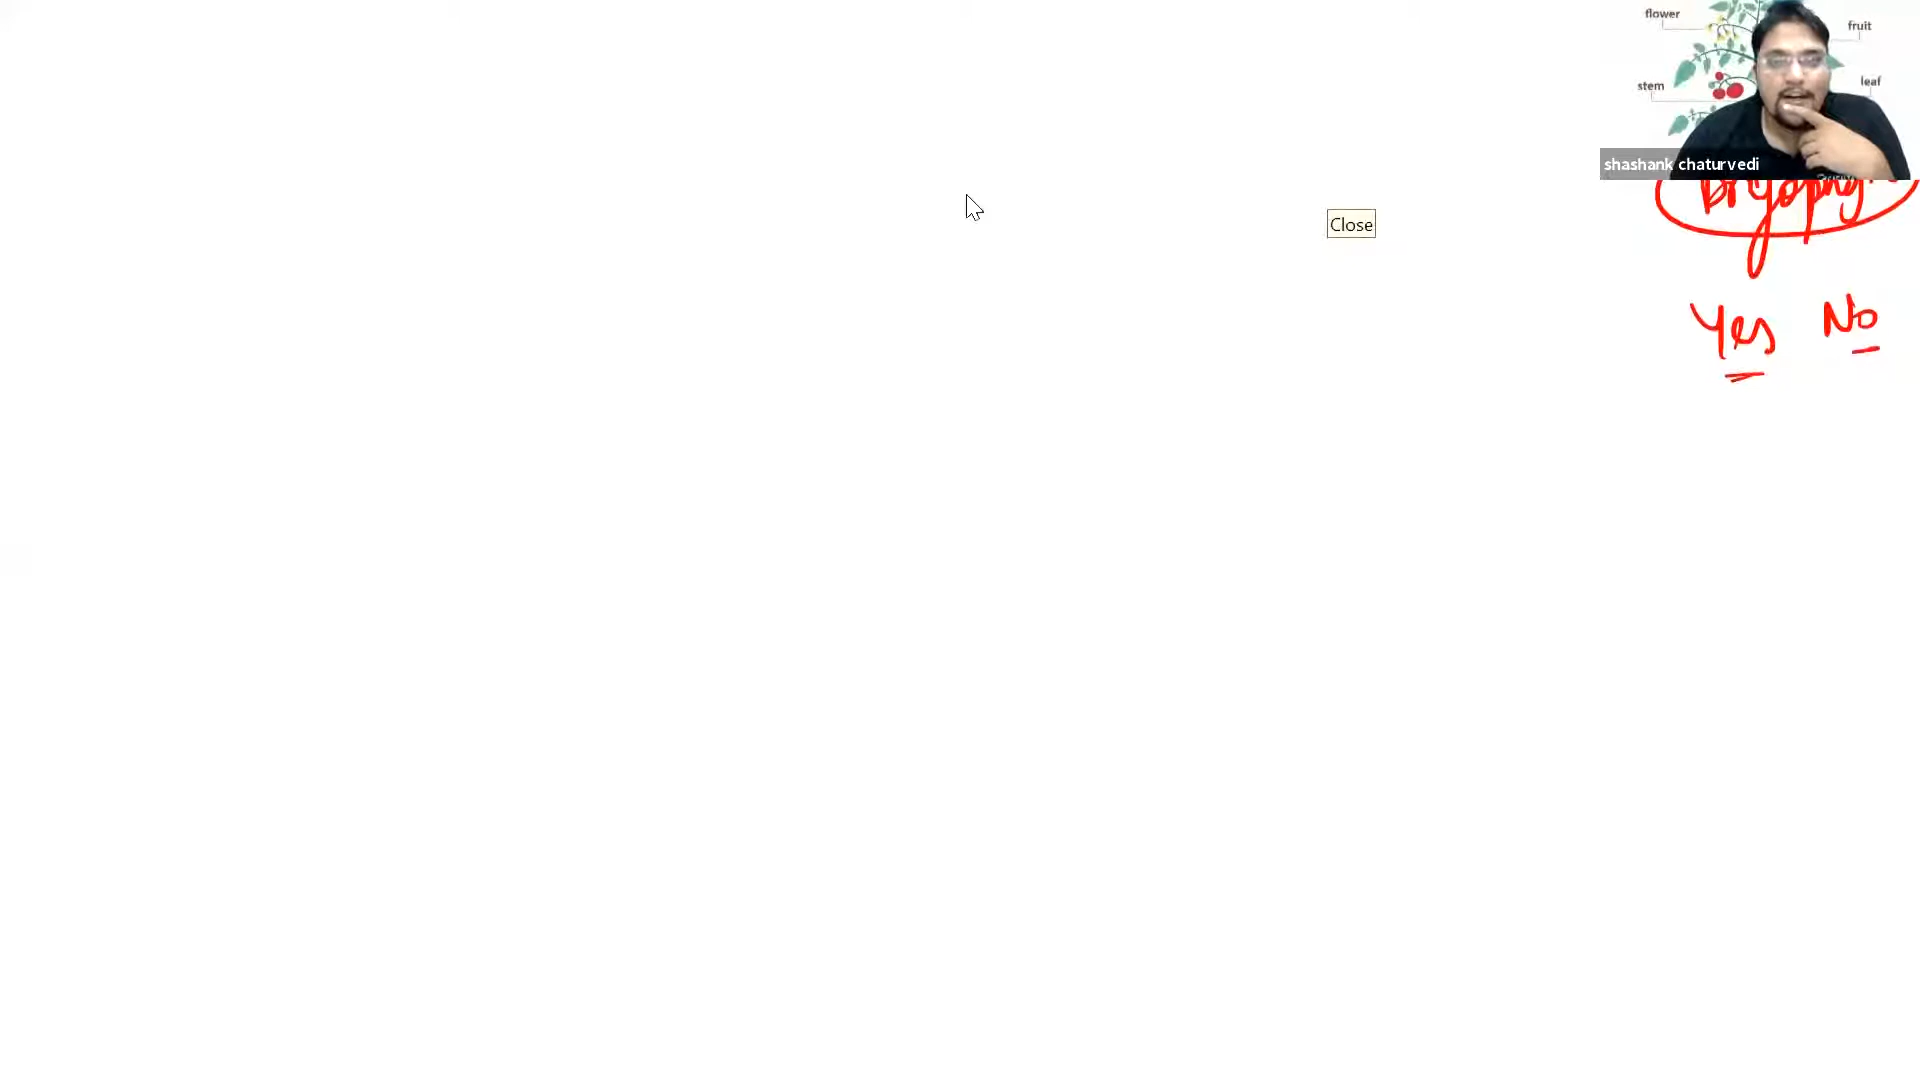 flower
fruit
stem
leaf
shashank chaturvedi
Close
Yes No